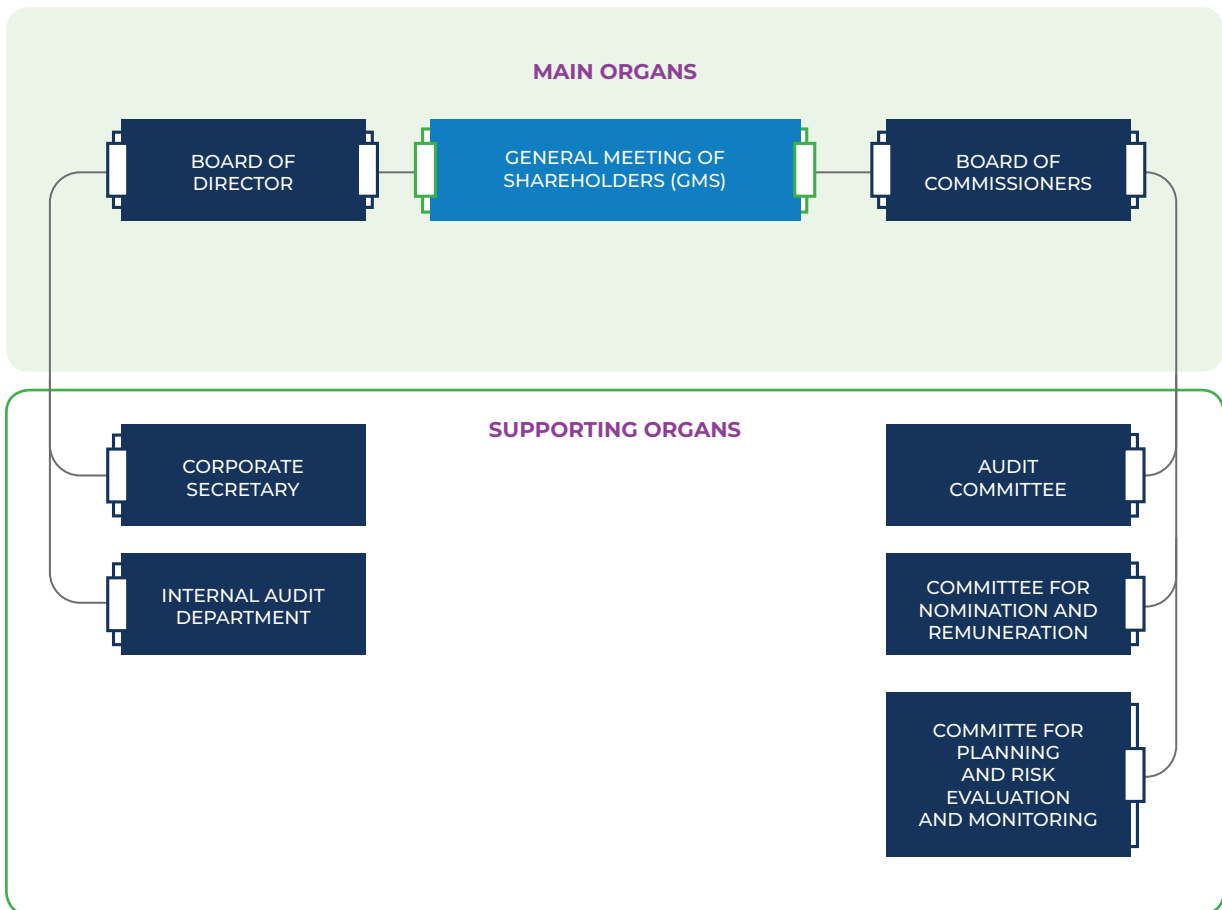 MAIN ORGANS
BOARD OF
DIRECTOR
GENERAL MEETING OF
SHAREHOLDERS (GMS)
BOARD OF
COMMISSIONERS
SUPPORTING ORGANS
CORPORATE
SECRETARY
AUDIT
COMMITTEE
INTERNAL AUDIT
DEPARTMENT
COMMITTEE FOR
NOMINATION AND
REMUNERATION
COMMITTE FOR
PLANNING
AND RISK
EVALUATION
AND MONITORING